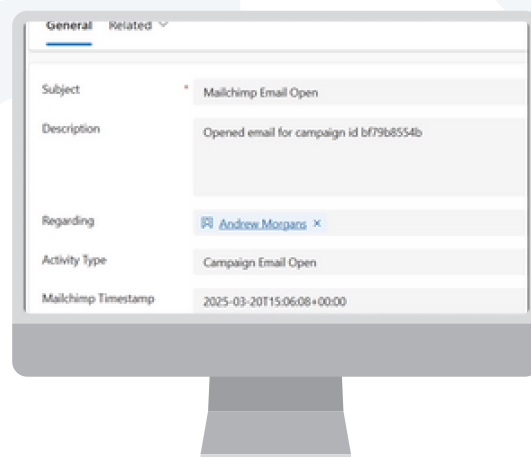 General Related
Subject * Mailchimp Email Open
Description Opened email for campaign id bf79b8554b
Regarding Andrew Morgans ×
Activity Type Campaign Email Open
Mailchimp Timestamp 2025-03-20T15:06:08+00:00